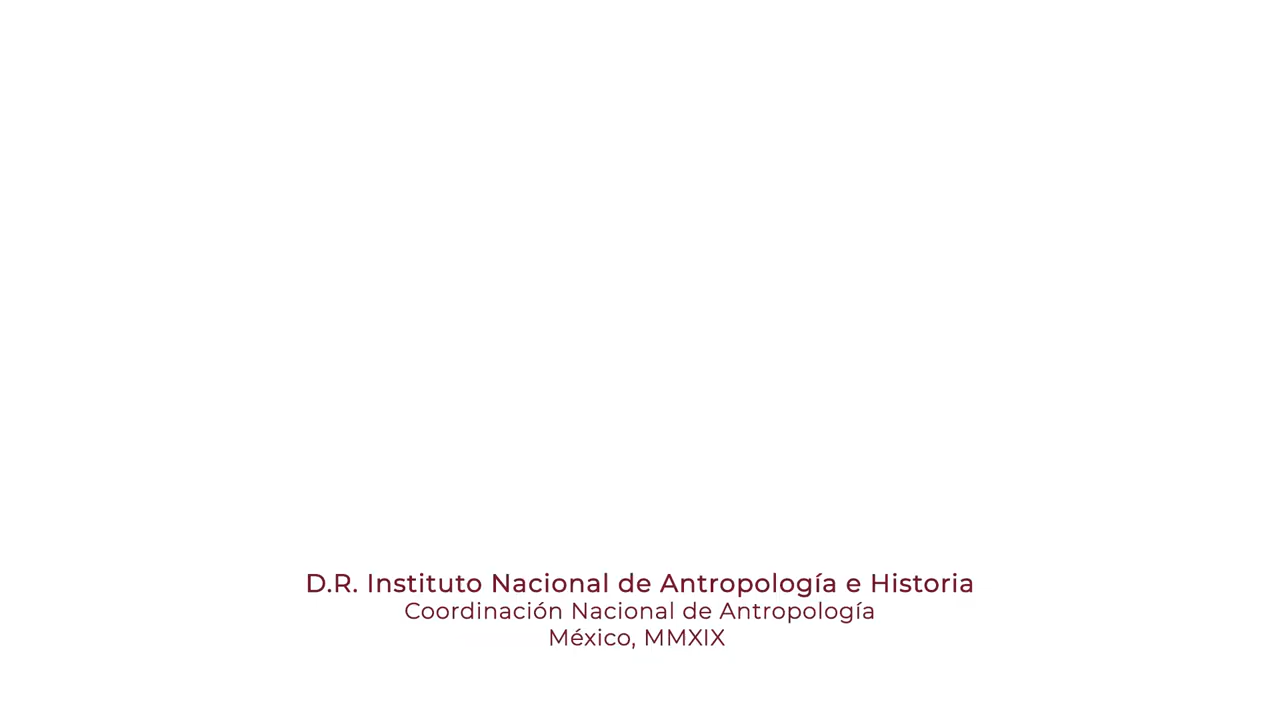 D.R. Instituto Nacional de Antropología e Historia
Coordinación Nacional de Antropología
México, MMXIX